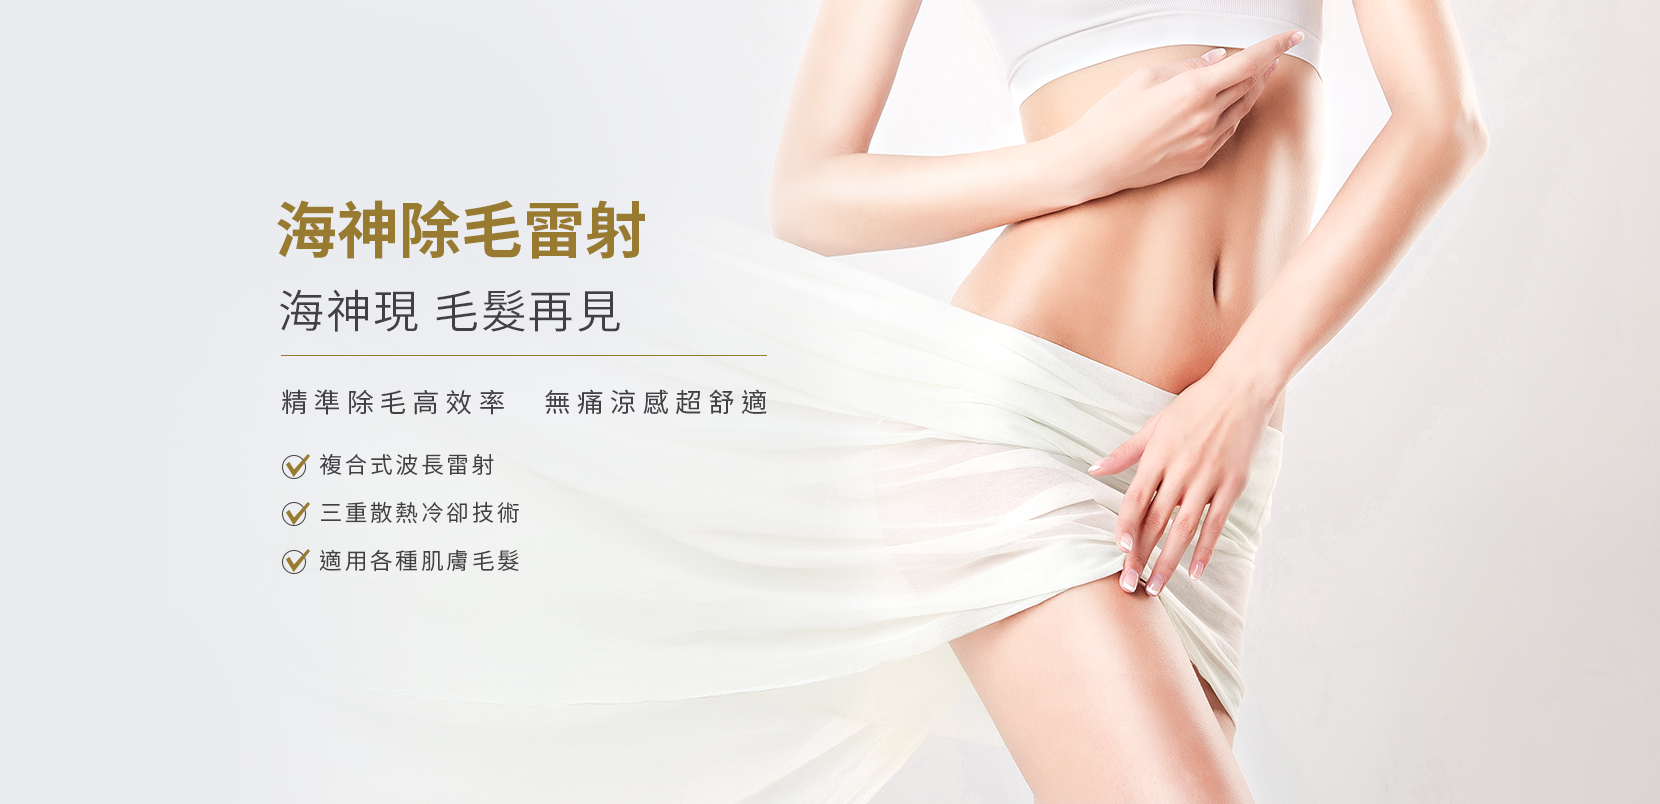 海神除毛雷射
海神現 毛髮再見
精準除毛高效率 無痛涼感超舒適
複合式波長雷射
三重散熱冷卻技術
適用各種肌膚毛髮